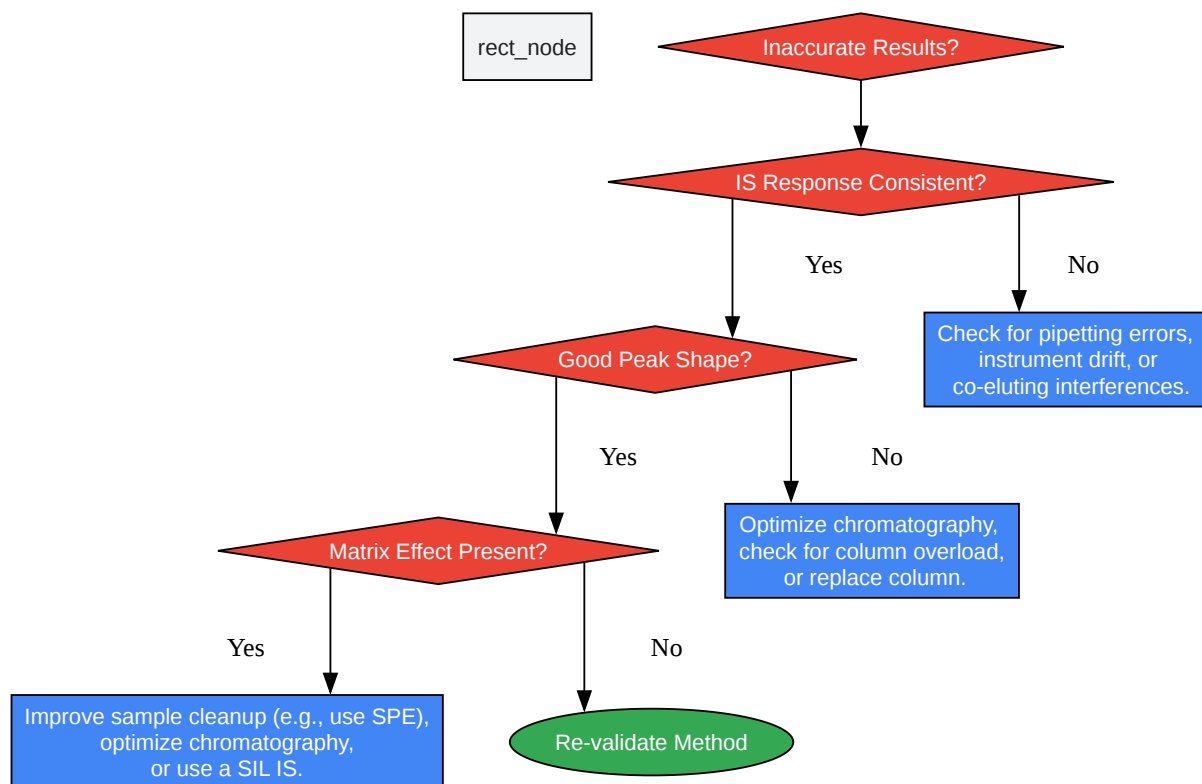 rect_node
Inaccurate Results?
IS Response Consistent?
Yes
No
Check for pipetting errors,
instrument drift, or
co-eluting interferences.
Good Peak Shape?
Yes
No
Optimize chromatography,
check for column overload,
or replace column.
Matrix Effect Present?
Yes
No
Improve sample cleanup (e.g., use SPE),
optimize chromatography,
or use a SIL IS.
Re-validate Method